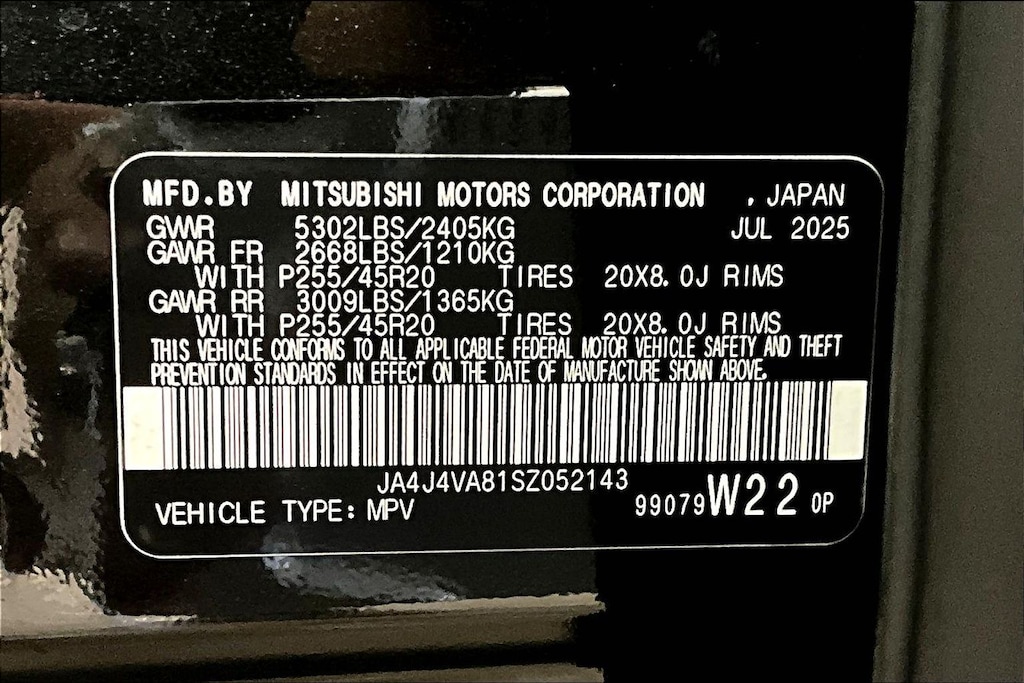 MFD.BY MITSUBISHI MOTORS CORPORATION , JAPAN
GWWR 5302LBS/2405KG JUL 2025
GAWR FR 2668LBS/1210KG
WITH P255/45R20 TIRES 20X8.0J RIMS
GAWR RR 3009LBS/1365KG
WITH P255/45R20 TIRES 20X8.0J RIMS
THIS VEHICLE CONFORMS TO ALL APPLICABLE FEDERAL MOTOR VEHICLE SAFETY AND THEFT
PREVENTION STANDARDS IN EFFECT ON THE DATE OF MANUFACTURE SHOWN ABOVE.
JA4J4VA81SZ052143
VEHICLE TYPE: MPV 99079 W22 0P